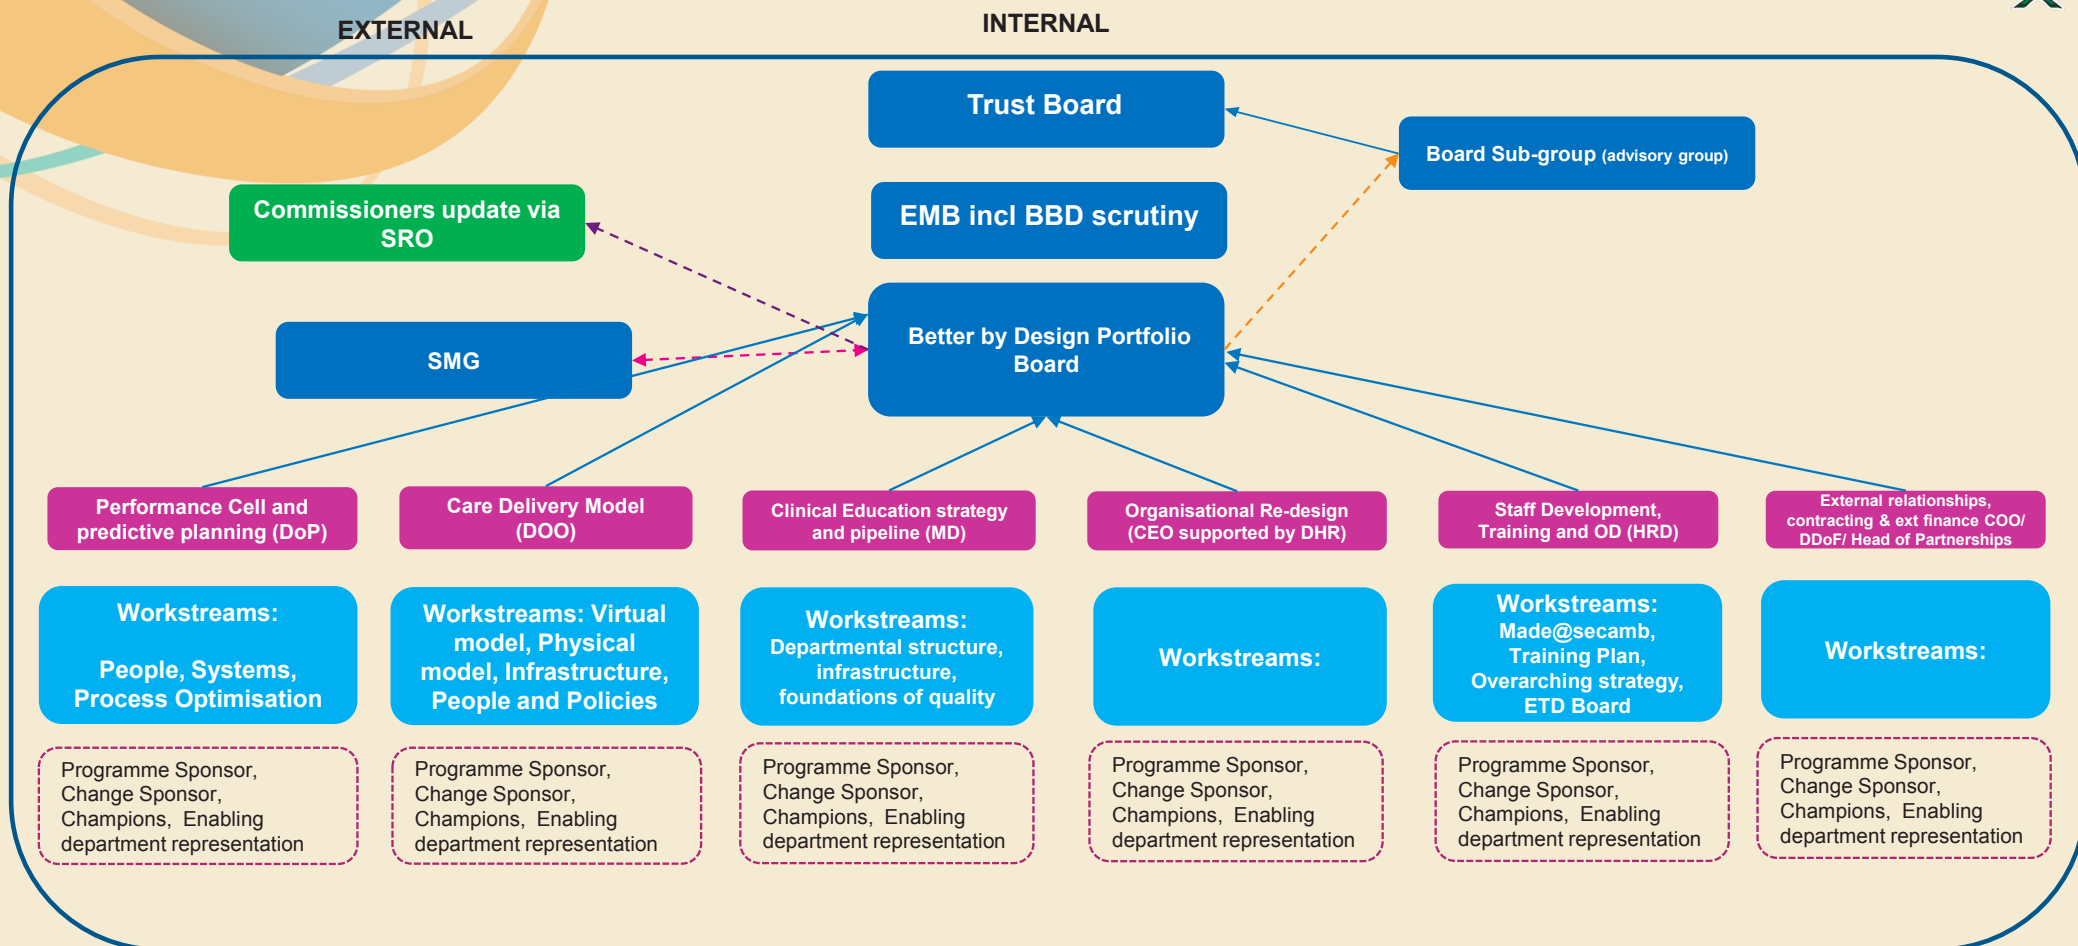 EXTERNAL
INTERNAL
Trust Board
Board Sub-group (advisory group)
Commissioners update via
SRO
EMB incl BBD scrutiny
SMG
Better by Design Portfolio
Board
Performance Cell and
predictive planning (DoP)
Care Delivery Model
(DOO)
Clinical Education strategy
and pipeline (MD)
Organisational Re-design
(CEO supported by DHR)
Staff Development,
Training and OD (HRD)
External relationships,
contracting & ext finance COO/
DDoF/ Head of Partnerships
Workstreams:
People, Systems,
Process Optimisation
Workstreams: Virtual
model, Physical
model, Infrastructure,
People and Policies
Workstreams:
Departmental structure,
infrastructure,
foundations of quality
Workstreams:
Workstreams:
Made@secamb,
Training Plan,
Overarching strategy,
ETD Board
Workstreams:
Programme Sponsor,
Change Sponsor,
Champions, Enabling
department representation
Programme Sponsor,
Change Sponsor,
Champions, Enabling
department representation
Programme Sponsor,
Change Sponsor,
Champions, Enabling
department representation
Programme Sponsor,
Change Sponsor,
Champions, Enabling
department representation
Programme Sponsor,
Change Sponsor,
Champions, Enabling
department representation
Programme Sponsor,
Change Sponsor,
Champions, Enabling
department representation